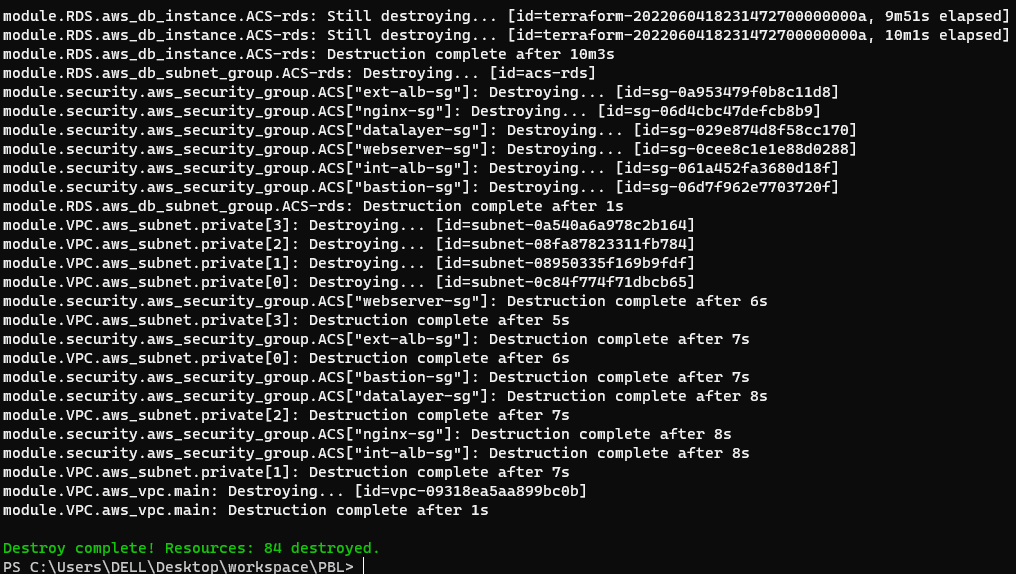 module.RDS.aws_db_instance.ACS-rds: Still destroying... [id=terraform-20220604182314727000000000a, 9m51s elapsed]
module.RDS.aws_db_instance.ACS-rds: Still destroying... [id=terraform-20220604182314727000000000a, 10m1s elapsed]
module.RDS.aws_db_instance.ACS-rds: Destruction complete after 10m3s
module.RDS.aws_db_subnet_group.ACS-rds: Destroying... [id=acs-rds]
module.security.aws_security_group.ACS["ext-alb-sg"]: Destroying... [id=sg-0a953479f0b8c11d8]
module.security.aws_security_group.ACS["nginx-sg"]: Destroying... [id=sg-06d4cbc47defcb8b9]
module.security.aws_security_group.ACS["datalayer-sg"]: Destroying... [id=sg-029e874d8f58cc170]
module.security.aws_security_group.ACS["webserver-sg"]: Destroying... [id=sg-0cee8c1e1e88d0288]
module.security.aws_security_group.ACS["int-alb-sg"]: Destroying... [id=sg-061a452fa3680d18f]
module.security.aws_security_group.ACS["bastion-sg"]: Destroying... [id=sg-06d7f962e7703720f]
module.RDS.aws_db_subnet_group.ACS-rds: Destruction complete after 1s
module.VPC.aws_subnet.private[3]: Destroying... [id=subnet-0a540a6a978c2b164]
module.VPC.aws_subnet.private[2]: Destroying... [id=subnet-08fa87823311fb784]
module.VPC.aws_subnet.private[1]: Destroying... [id=subnet-08950335f169b9fdf]
module.VPC.aws_subnet.private[0]: Destroying... [id=subnet-0c84f774f71dbcb65]
module.security.aws_security_group.ACS["webserver-sg"]: Destruction complete after 6s
module.VPC.aws_subnet.private[3]: Destruction complete after 5s
module.security.aws_security_group.ACS["ext-alb-sg"]: Destruction complete after 7s
module.VPC.aws_subnet.private[0]: Destruction complete after 6s
module.security.aws_security_group.ACS["bastion-sg"]: Destruction complete after 7s
module.security.aws_security_group.ACS["datalayer-sg"]: Destruction complete after 8s
module.VPC.aws_subnet.private[2]: Destruction complete after 7s
module.security.aws_security_group.ACS["nginx-sg"]: Destruction complete after 8s
module.security.aws_security_group.ACS["int-alb-sg"]: Destruction complete after 8s
module.VPC.aws_subnet.private[1]: Destruction complete after 7s
module.VPC.aws_vpc.main: Destroying... [id=vpc-09318ea5aa899bc0b]
module.VPC.aws_vpc.main: Destruction complete after 1s
Destroy complete! Resources: 84 destroyed.
PS C:\Users\DELL\Desktop\workspace\PBL>